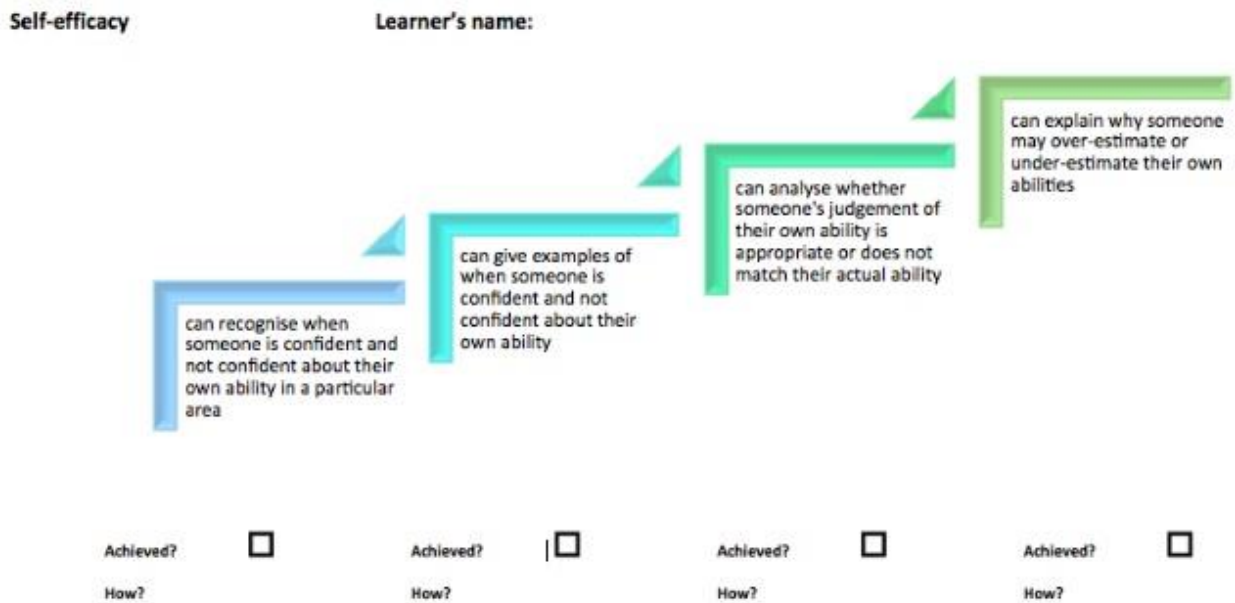 Self-efficacy
Learner's name:
can recognise when
someone is confident and
not confident about their
own ability in a particular
area
can give examples of
when someone is
confident and not
confident about their
own ability
can analyse whether
someone's judgement of
their own ability is
appropriate or does not
match their actual ability
can explain why someone
may over-estimate or
under-estimate their own
abilities
Achieved?
Achieved?
Achieved?
Achieved?
How?
How?
How?
How?